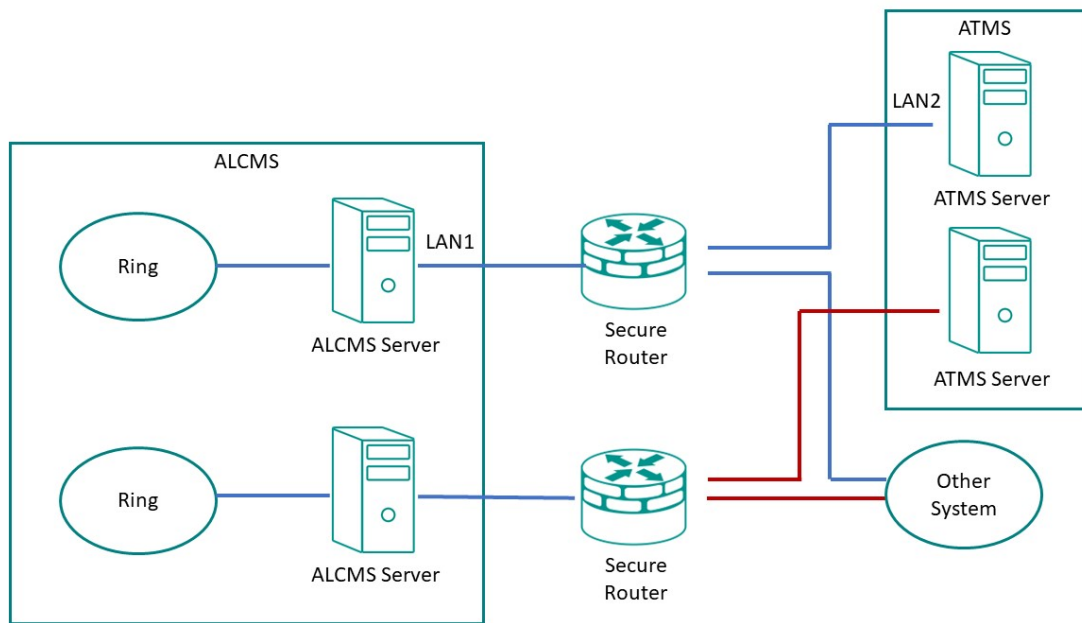 ATMS
LAN2
ATMS Server
ALCMS
Ring
LAN1
ALCMS Server
Secure
Router
ATMS Server
Ring
ALCMS Server
Secure
Router
Other
System